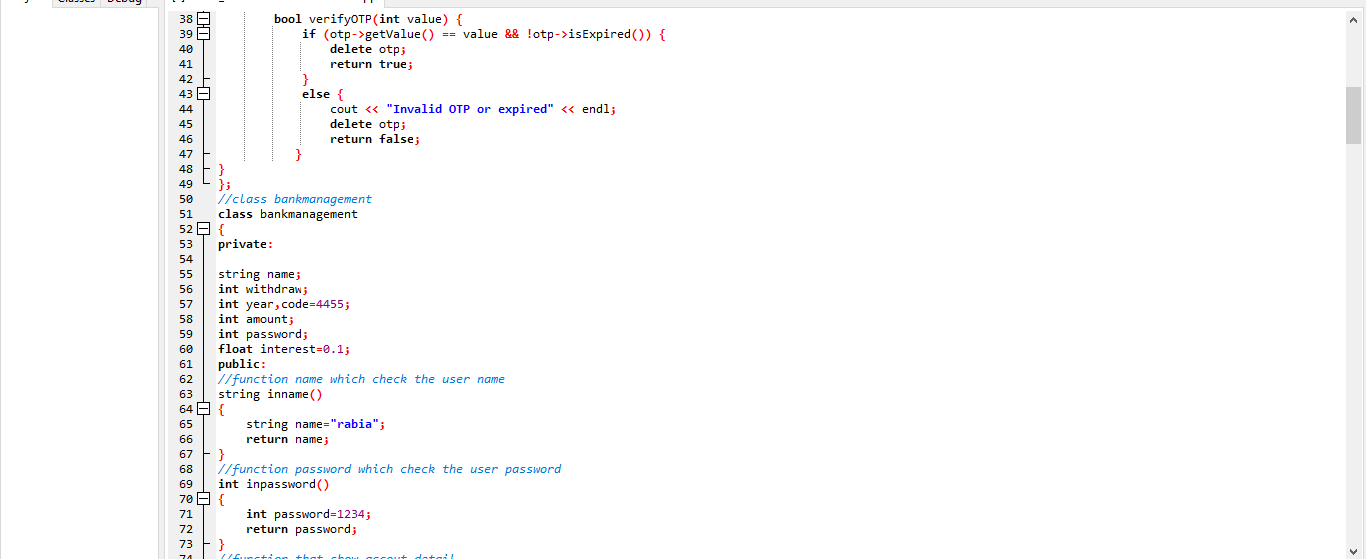 Classes Debug
38 bool verifyOTP(int value) {
39 if (otp->getValue() == value && !otp->isExpired()) {
40 delete otp;
41 return true;
42 }
43 else {
44 cout << "Invalid OTP or expired" << endl;
45 delete otp;
46 return false;
47 }
48 }
49 };
50 //class bankmanagement
51 class bankmanagement
52 {
53 private:
54
55 string name;
56 int withdraw;
57 int year,code=4455;
58 int amount;
59 int password;
60 float interest=0.1;
61 public:
62 //function name which check the user name
63 string inname()
64 {
65 string name="rabia";
66 return name;
67 }
68 //function password which check the user password
69 int inpassword()
70 {
71 int password=1234;
72 return password;
73 }
74 //function that show accout detail